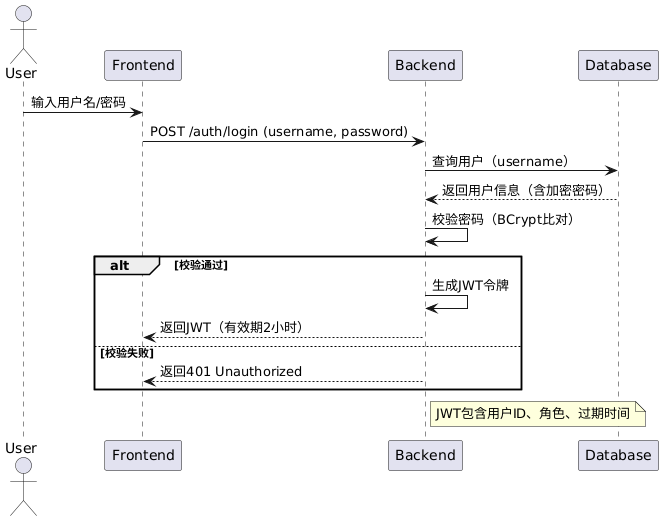 User
Frontend
Backend
Database
输入用户名/密码
POST /auth/login (username, password)
查询用户（username）
返回用户信息（含加密密码）
校验密码（BCrypt比对）
alt [校验通过]
生成JWT令牌
返回JWT（有效期2小时）
[校验失败]
返回401 Unauthorized
JWT包含用户ID、角色、过期时间
User
Frontend
Backend
Database